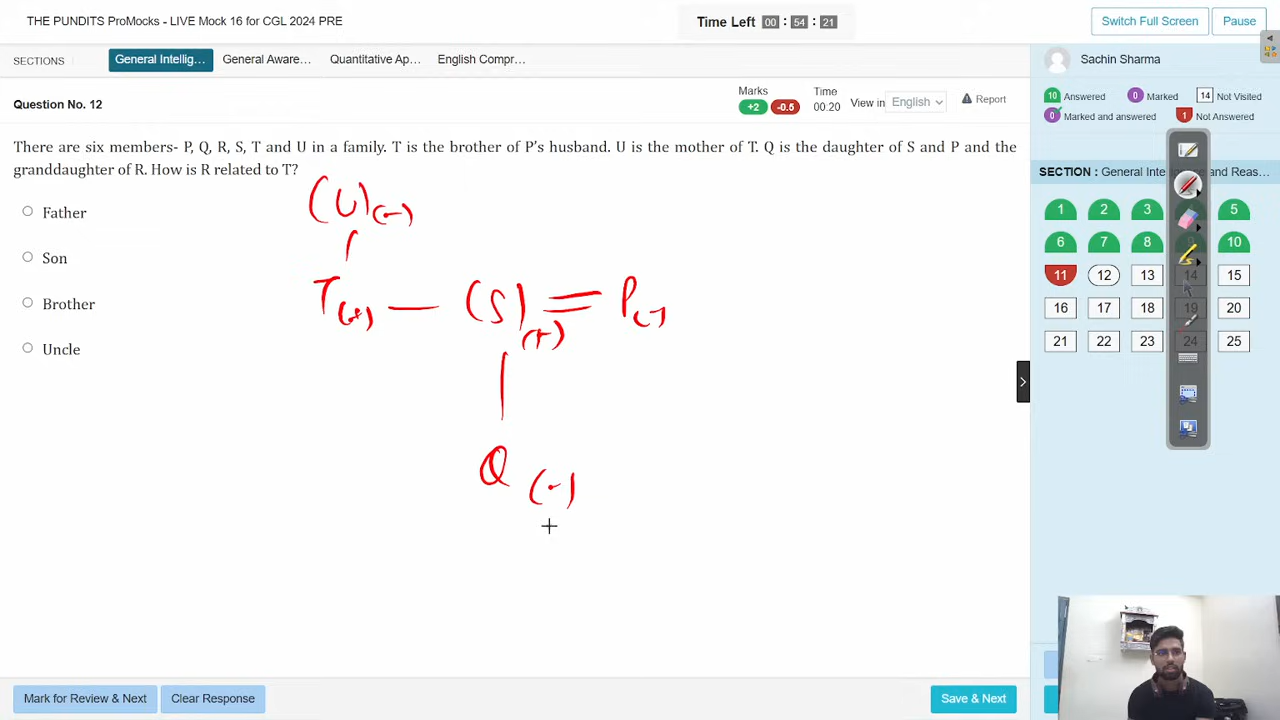 THE PUNDITS ProMocks - LIVE Mock 16 for CGL 2024 PRE
Time Left 00 : 54 : 21
Switch Full Screen
Pause
SECTIONS
General Intellig...
General Aware...
Quantitative Ap...
English Compr...
Sachin Sharma
Question No. 12
Marks
+2 -0.5
Time
00.20
View in English
Report
10 Answered
0 Marked
14 Not Visited
0 Marked and answered
1 Not Answered
There are six members- P, Q, R, S, T and U in a family. T is the brother of P's husband. U is the mother of T. Q is the daughter of S and P and the
granddaughter of R. How is R related to T?
Father
Son
Brother
Uncle
(U)(-)
T(+) — (S)(+) = P(-)
Q (-)
SECTION : General Inte and Reas...
1 2 3 5
6 7 8 9 10
11 12 13 14 15
16 17 18 19 20
21 22 23 24 25
Mark for Review & Next
Clear Response
Save & Next